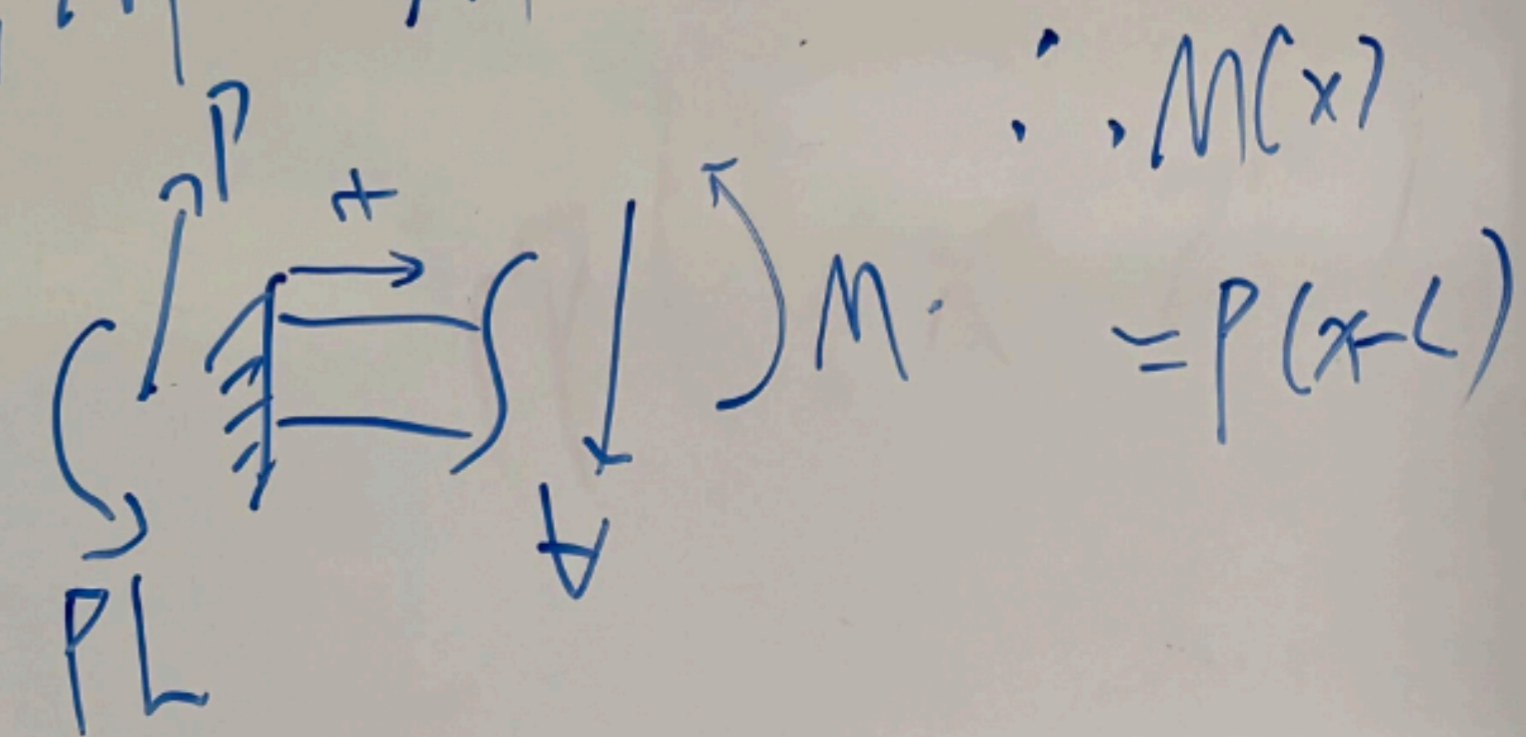 P
+
∴ M(x)
M
= P(x-L)
PL